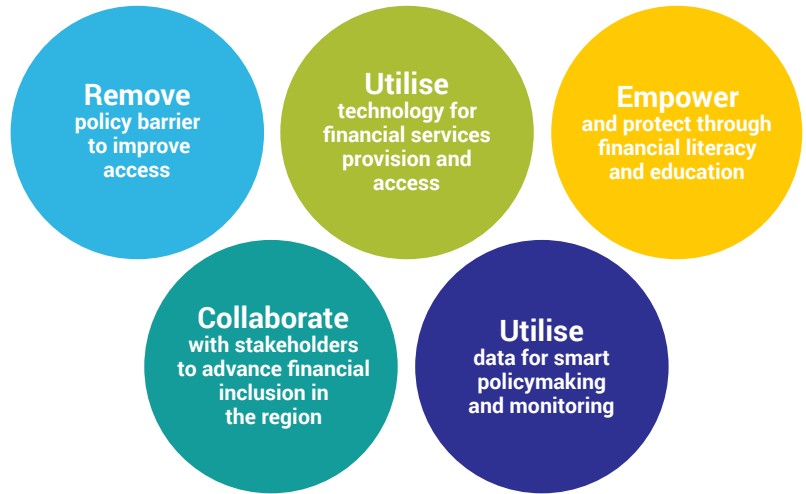 Remove
policy barrier
to improve
access
Utilise
technology for
financial services
provision and
access
Empower
and protect through
financial literacy
and education
Collaborate
with stakeholders
to advance financial
inclusion in
the region
Utilise
data for smart
policymaking
and monitoring